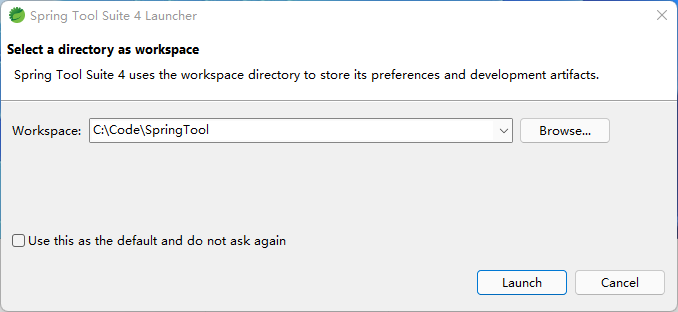 Spring Tool Suite 4 Launcher
Select a directory as workspace
Spring Tool Suite 4 uses the workspace directory to store its preferences and development artifacts.
Workspace: C:\Code\SpringTool Browse...
Use this as the default and do not ask again
Launch Cancel